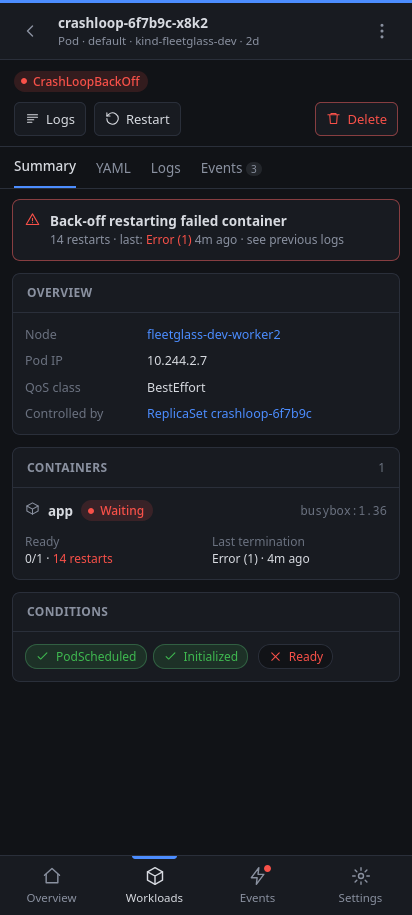 crashloop-6f7b9c-x8k2
Pod · default · kind-fleetglass-dev · 2d
CrashLoopBackOff
Logs Restart Delete
Summary YAML Logs Events 3
Back-off restarting failed container
14 restarts · last: Error (1) 4m ago · see previous logs
OVERVIEW
Node fleetglass-dev-worker2
Pod IP 10.244.2.7
QoS class BestEffort
Controlled by ReplicaSet crashloop-6f7b9c
CONTAINERS 1
app Waiting busybox:1.36
Ready Last termination
0/1 · 14 restarts Error (1) · 4m ago
CONDITIONS
PodScheduled Initialized Ready
Overview Workloads Events Settings